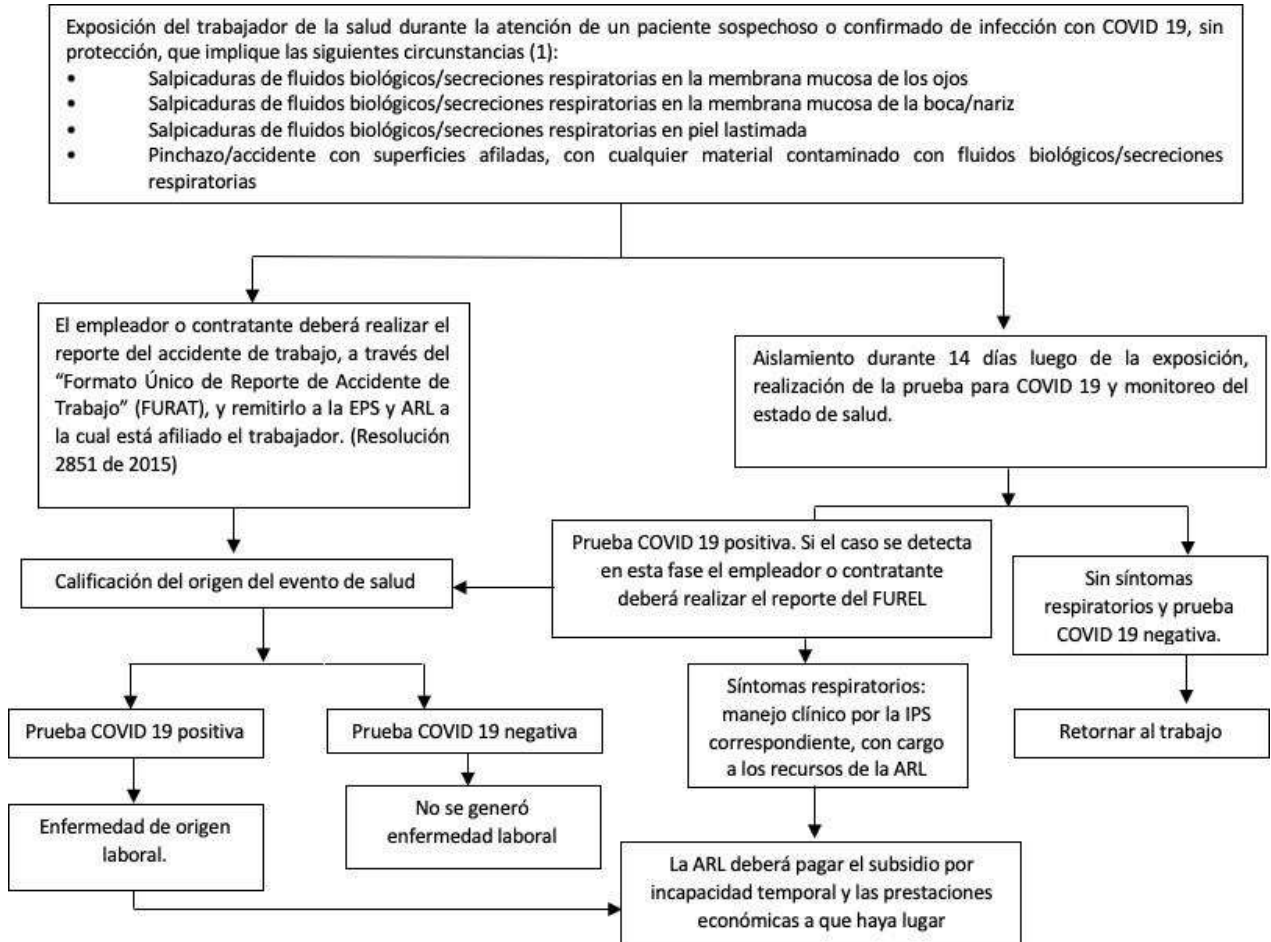 Exposición del trabajador de la salud durante la atención de un paciente sospechoso o confirmado de infección con COVID 19, sin
protección, que implique las siguientes circunstancias (1):
• Salpicaduras de fluidos biológicos/secreciones respiratorias en la membrana mucosa de los ojos
• Salpicaduras de fluidos biológicos/secreciones respiratorias en la membrana mucosa de la boca/nariz
• Salpicaduras de fluidos biológicos/secreciones respiratorias en piel lastimada
• Pinchazo/accidente con superficies afiladas, con cualquier material contaminado con fluidos biológicos/secreciones
respiratorias
El empleador o contratante deberá realizar el
reporte del accidente de trabajo, a través del
“Formato Único de Reporte de Accidente de
Trabajo” (FURAT), y remitirlo a la EPS y ARL a
la cual está afiliado el trabajador. (Resolución
2851 de 2015)
Aislamiento durante 14 días luego de la exposición,
realización de la prueba para COVID 19 y monitoreo del
estado de salud.
Calificación del origen del evento de salud
Prueba COVID 19 positiva. Si el caso se detecta
en esta fase el empleador o contratante
deberá realizar el reporte del FUREL
Sin síntomas
respiratorios y prueba
COVID 19 negativa.
Prueba COVID 19 positiva
Prueba COVID 19 negativa
Síntomas respiratorios:
manejo clínico por la IPS
correspondiente, con cargo
a los recursos de la ARL
Retornar al trabajo
Enfermedad de origen
laboral.
No se generó
enfermedad laboral
La ARL deberá pagar el subsidio por
incapacidad temporal y las prestaciones
económicas a que haya lugar